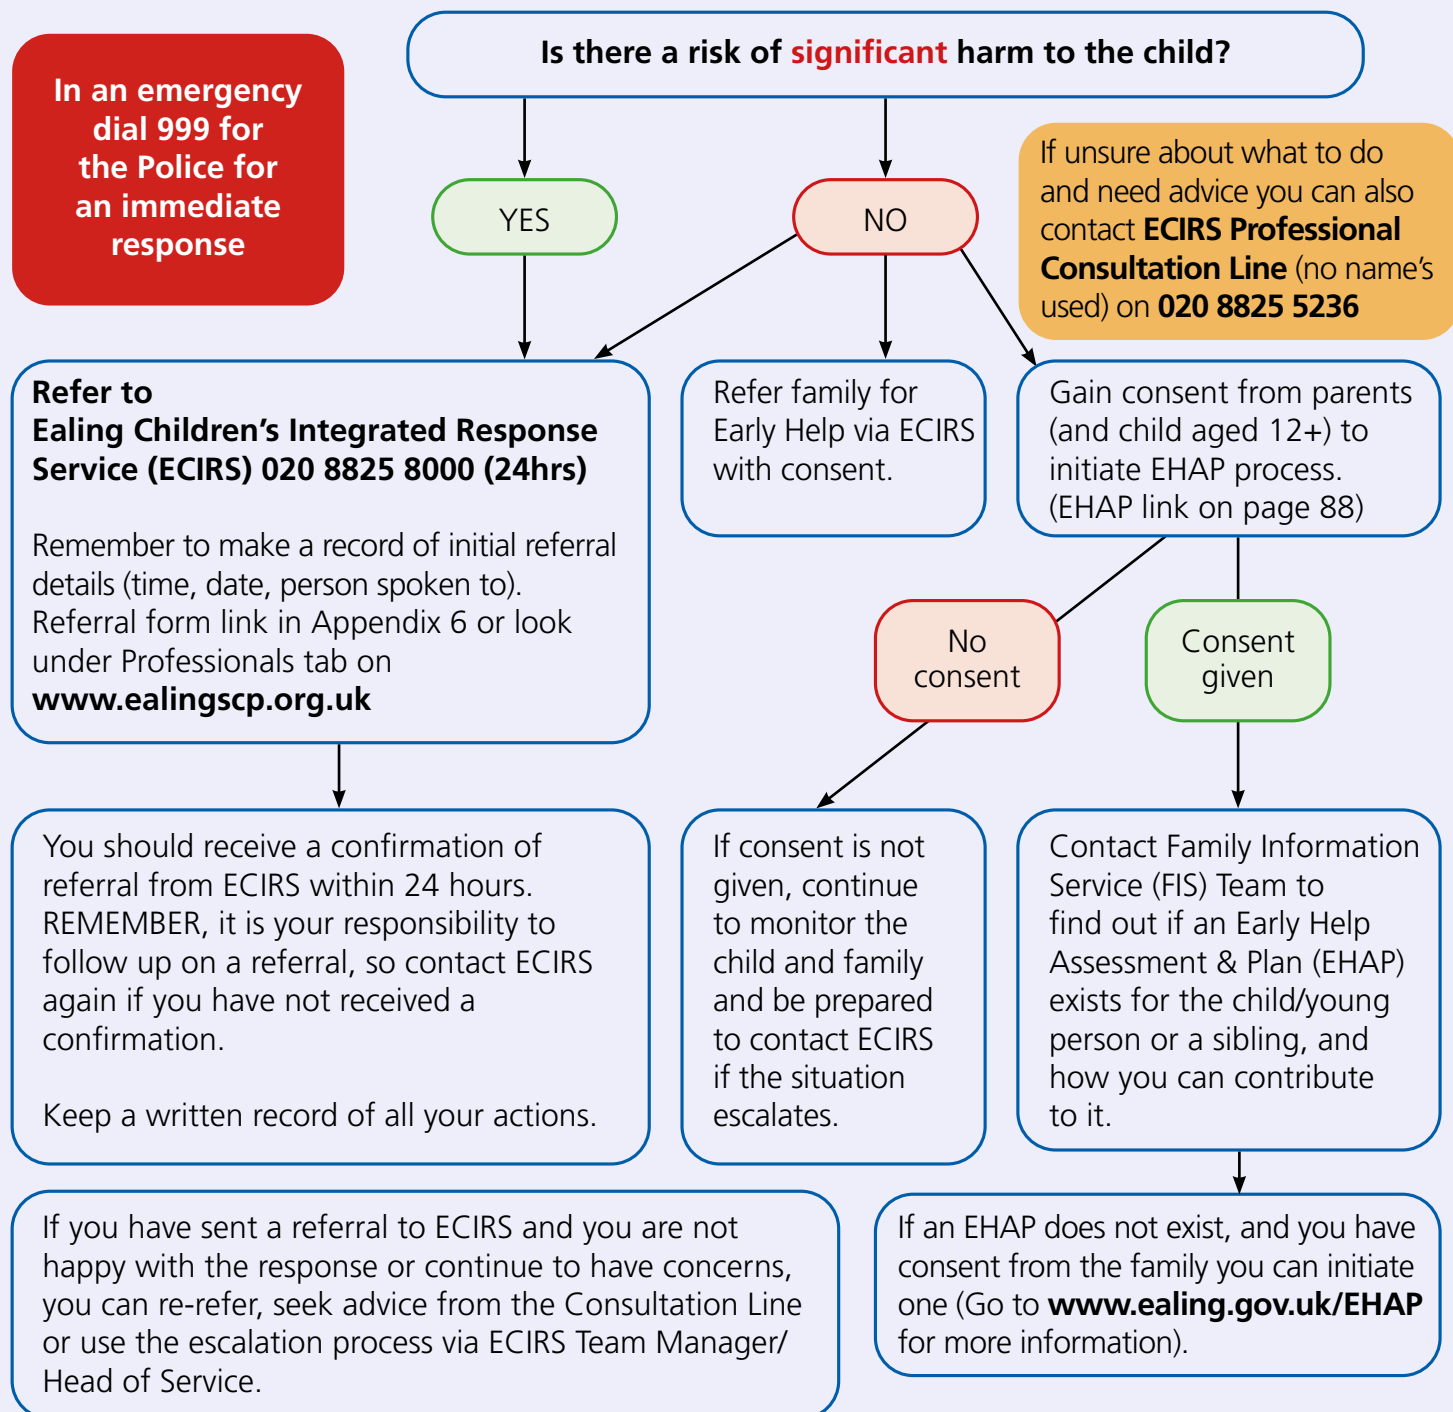 Is there a risk of significant harm to the child?
In an emergency
dial 999 for
the Police for
an immediate
response
YES
NO
If unsure about what to do
and need advice you can also
contact ECIRS Professional
Consultation Line (no name's
used) on 020 8825 5236
Refer to
Ealing Children's Integrated Response
Service (ECIRS) 020 8825 8000 (24hrs)
Remember to make a record of initial referral
details (time, date, person spoken to).
Referral form link in Appendix 6 or look
under Professionals tab on
www.ealingscp.org.uk
Refer family for
Early Help via ECIRS
with consent.
Gain consent from parents
(and child aged 12+) to
initiate EHAP process.
(EHAP link on page 88)
No
consent
Consent
given
You should receive a confirmation of
referral from ECIRS within 24 hours.
REMEMBER, it is your responsibility to
follow up on a referral, so contact ECIRS
again if you have not received a
confirmation.
Keep a written record of all your actions.
If consent is not
given, continue
to monitor the
child and family
and be prepared
to contact ECIRS
if the situation
escalates.
Contact Family Information
Service (FIS) Team to
find out if an Early Help
Assessment & Plan (EHAP)
exists for the child/young
person or a sibling, and
how you can contribute
to it.
If you have sent a referral to ECIRS and you are not
happy with the response or continue to have concerns,
you can re-refer, seek advice from the Consultation Line
or use the escalation process via ECIRS Team Manager/
Head of Service.
If an EHAP does not exist, and you have
consent from the family you can initiate
one (Go to www.ealing.gov.uk/EHAP
for more information).